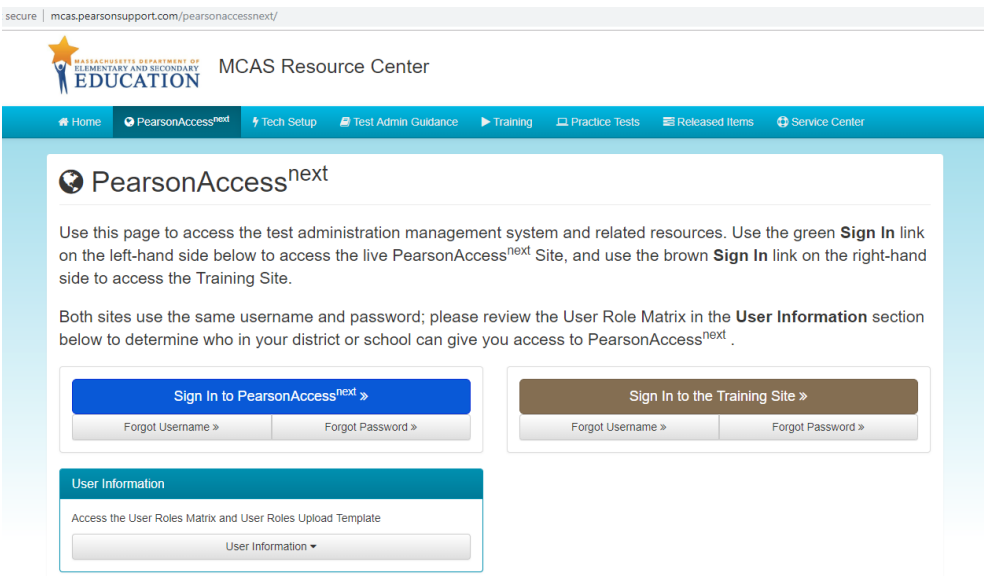 secure | mcas.pearsonsupport.com/pearsonaccessnext/
MASSACHUSETTS DEPARTMENT OF
ELEMENTARY AND SECONDARY
EDUCATION
MCAS Resource Center
Home PearsonAccessnext Tech Setup Test Admin Guidance Training Practice Tests Released Items Service Center
PearsonAccessnext
Use this page to access the test administration management system and related resources. Use the green Sign In link
on the left-hand side below to access the live PearsonAccessnext Site, and use the brown Sign In link on the right-hand
side to access the Training Site.
Both sites use the same username and password; please review the User Role Matrix in the User Information section
below to determine who in your district or school can give you access to PearsonAccessnext .
Sign In to PearsonAccessnext »
Forgot Username » Forgot Password »
Sign In to the Training Site »
Forgot Username » Forgot Password »
User Information
Access the User Roles Matrix and User Roles Upload Template
User Information